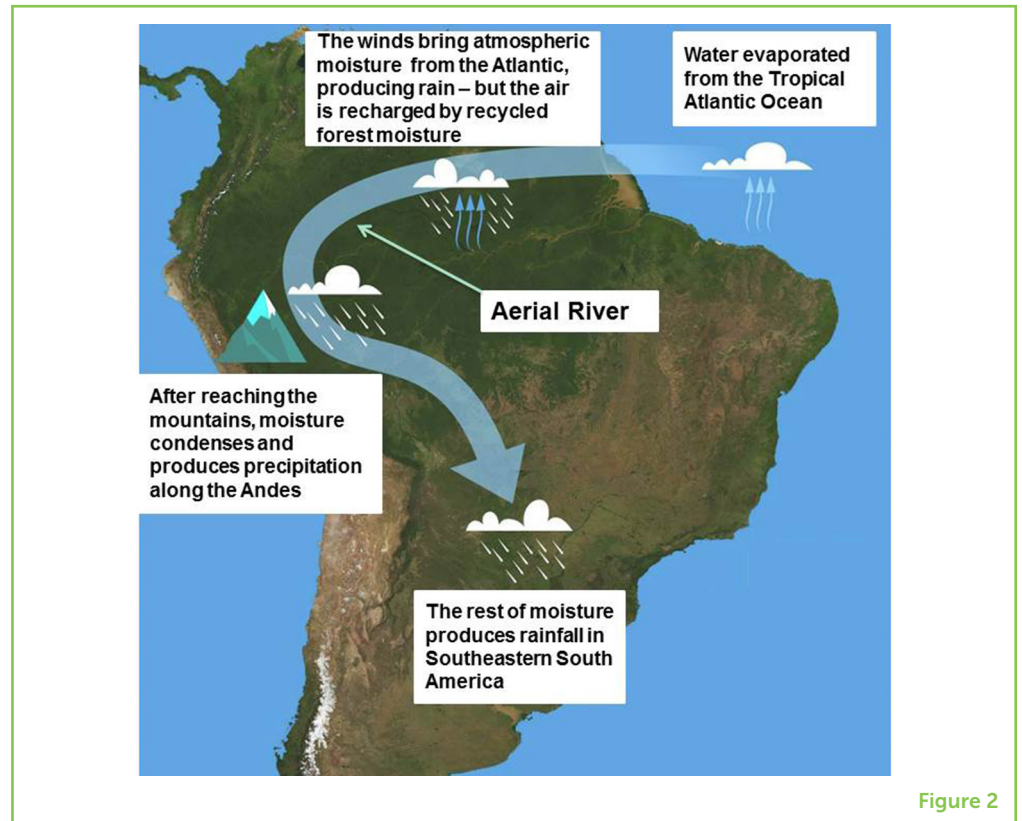 The winds bring atmospheric
moisture from the Atlantic,
producing rain – but the air
is recharged by recycled
forest moisture
Water evaporated
from the Tropical
Atlantic Ocean
Aerial River
After reaching the
mountains, moisture
condenses and
produces precipitation
along the Andes
The rest of moisture
produces rainfall in
Southeastern South
America
Figure 2